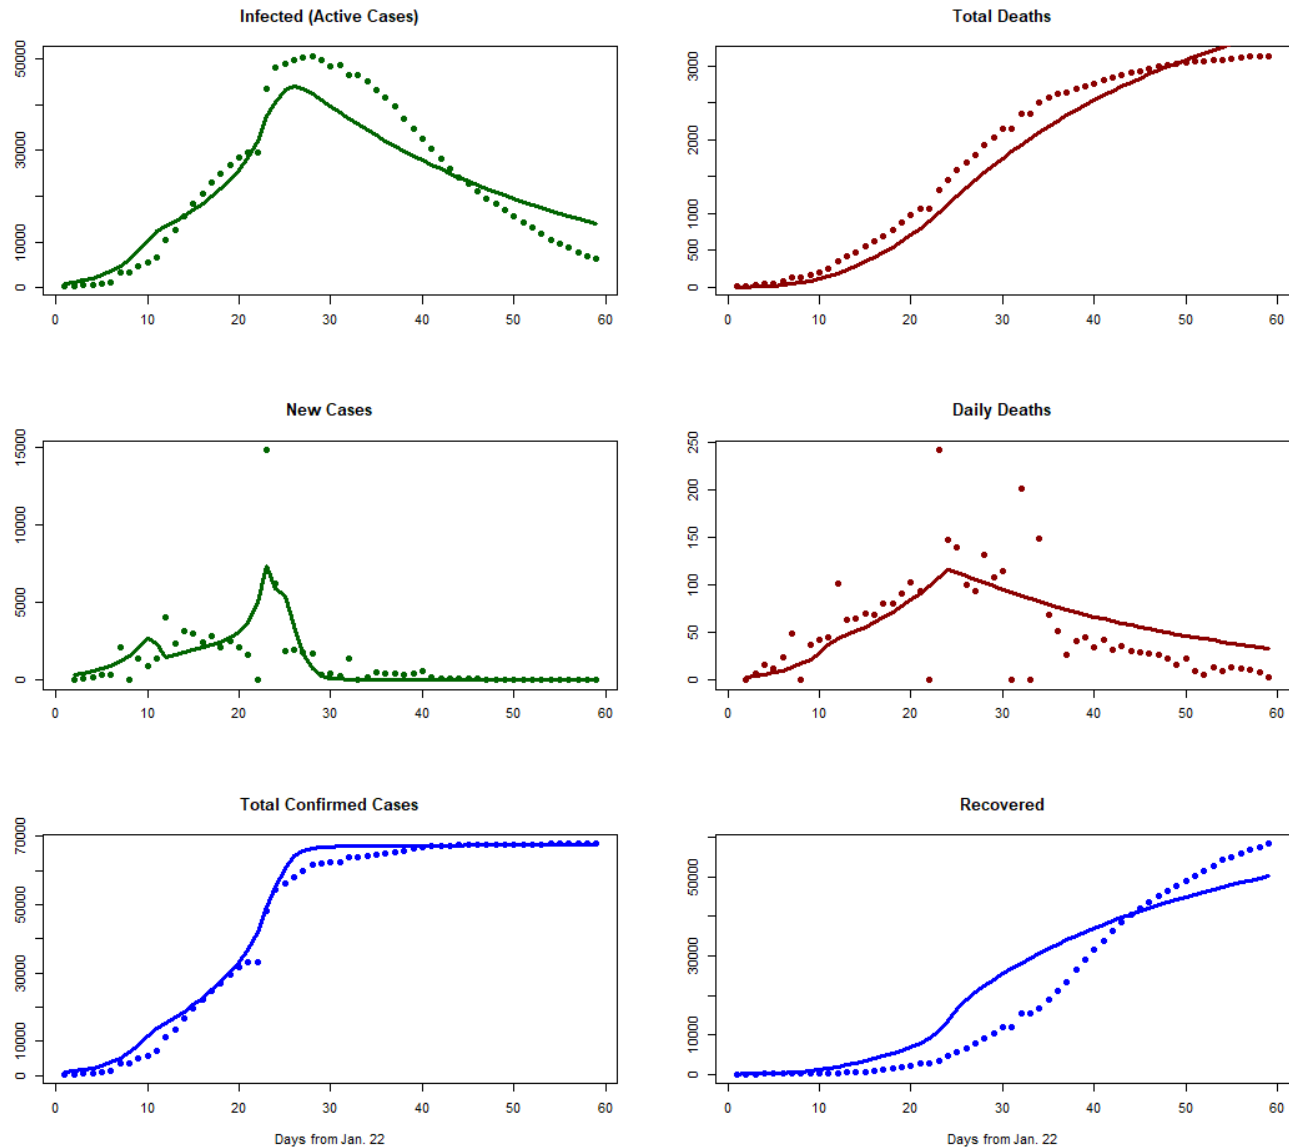 Infected (Active Cases)
50000
30000
10000
0
0 10 20 30 40 50 60
Total Deaths
3000
2000
1000
500
0
0 10 20 30 40 50 60
New Cases
15000
10000
5000
0
0 10 20 30 40 50 60
Daily Deaths
250
200
150
100
50
0
0 10 20 30 40 50 60
Total Confirmed Cases
70000
50000
30000
10000
0
0 10 20 30 40 50 60
Days from Jan. 22
Recovered
50000
30000
10000
0
0 10 20 30 40 50 60
Days from Jan. 22